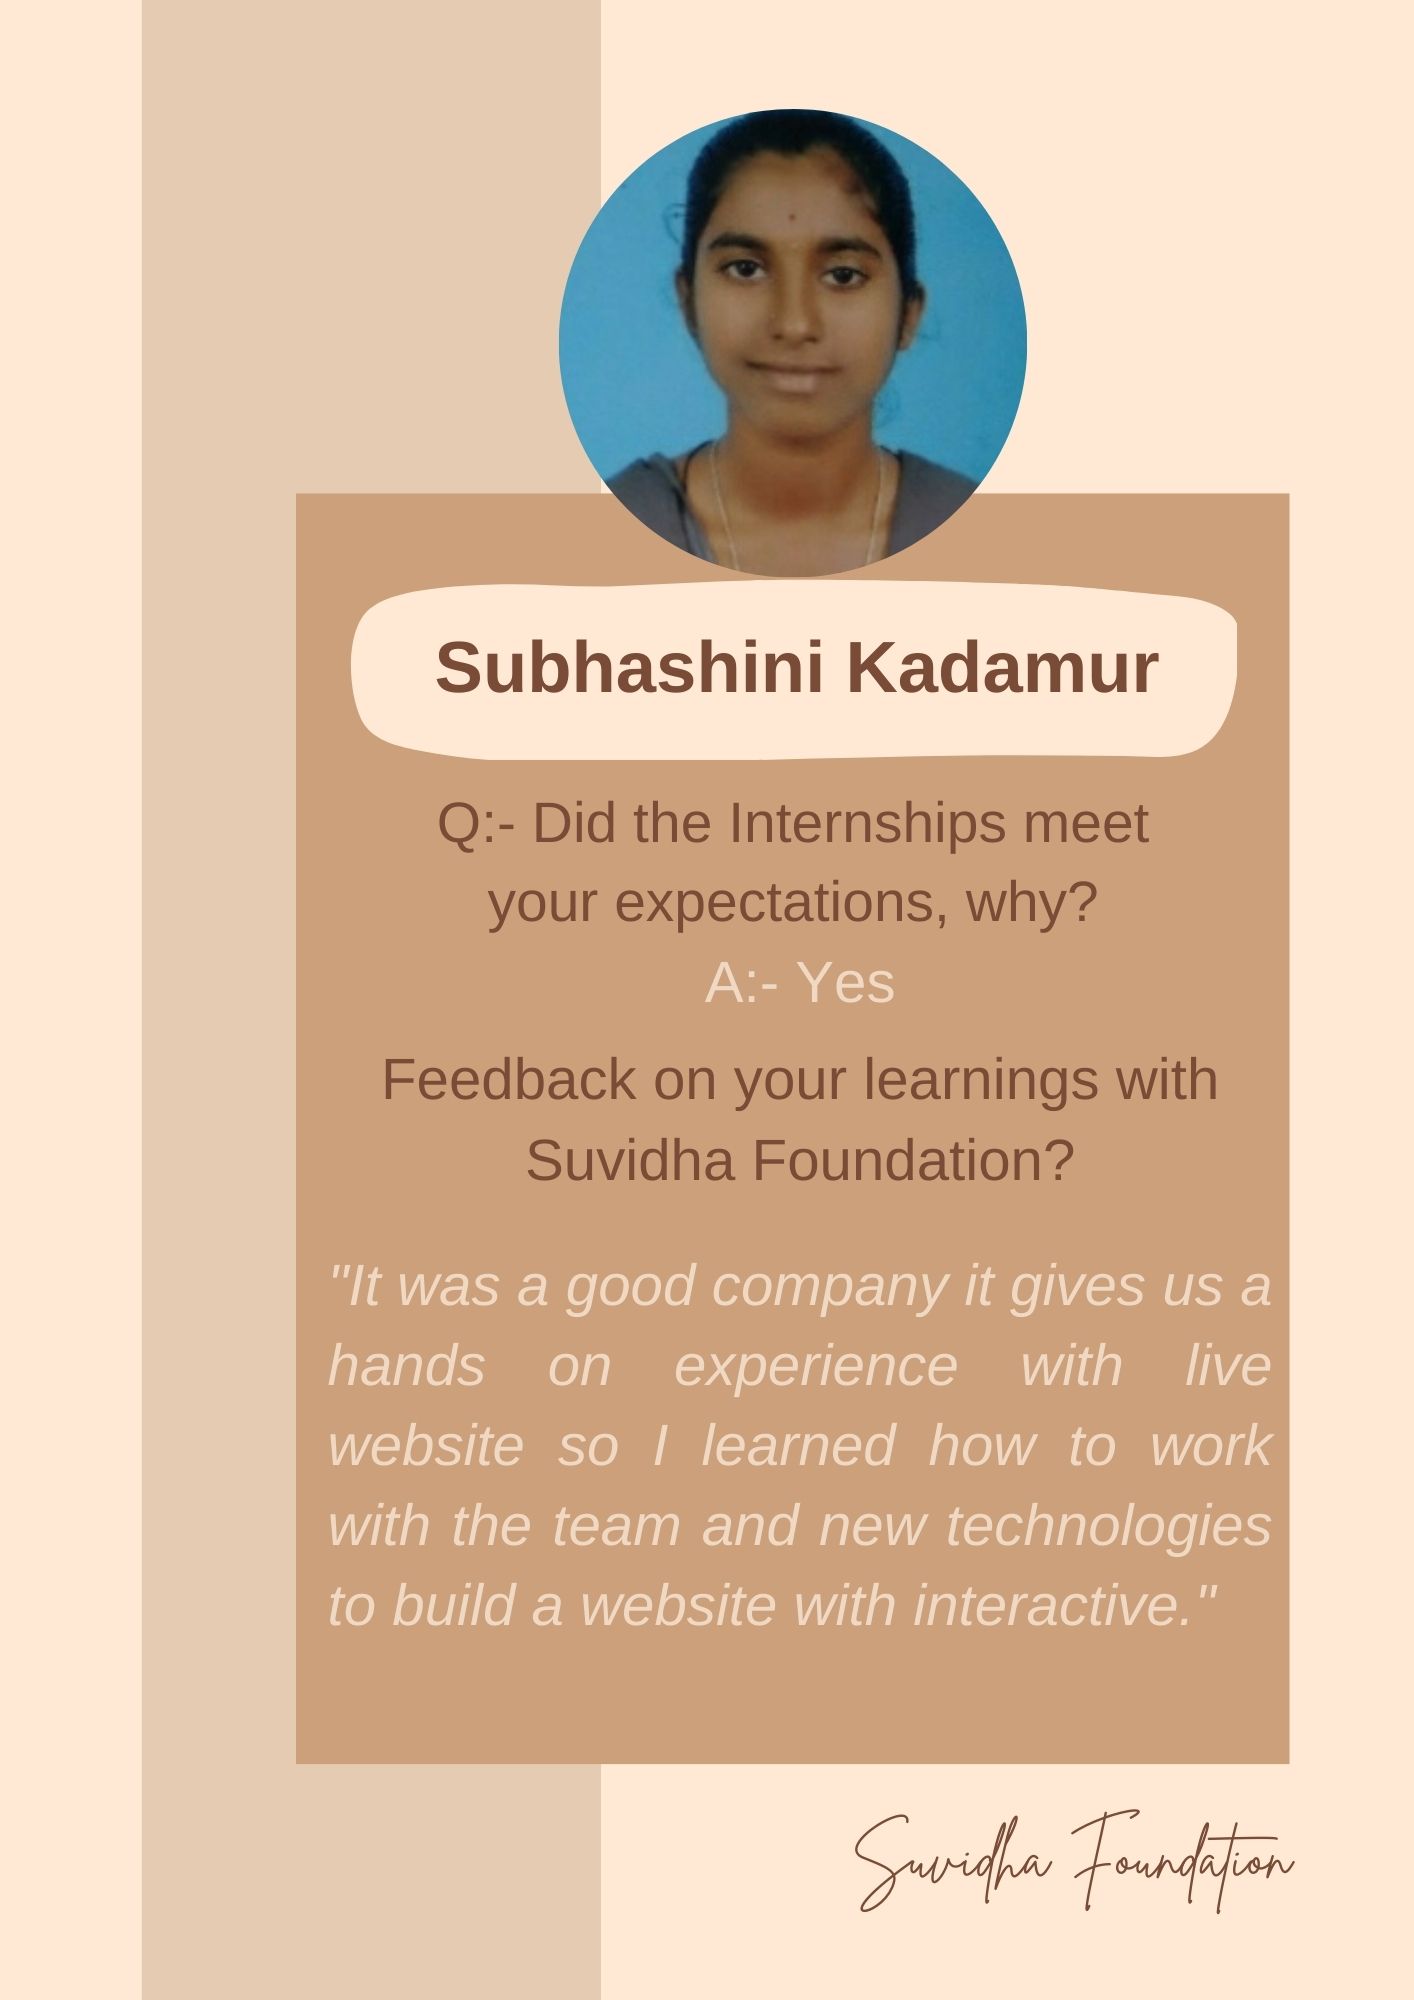 Subhashini Kadamur
Q:- Did the Internships meet
your expectations, why?
A:- Yes
Feedback on your learnings with
Suvidha Foundation?
"It was a good company it gives us a
hands on experience with live
website so I learned how to work
with the team and new technologies
to build a website with interactive."
Suvidha Foundation